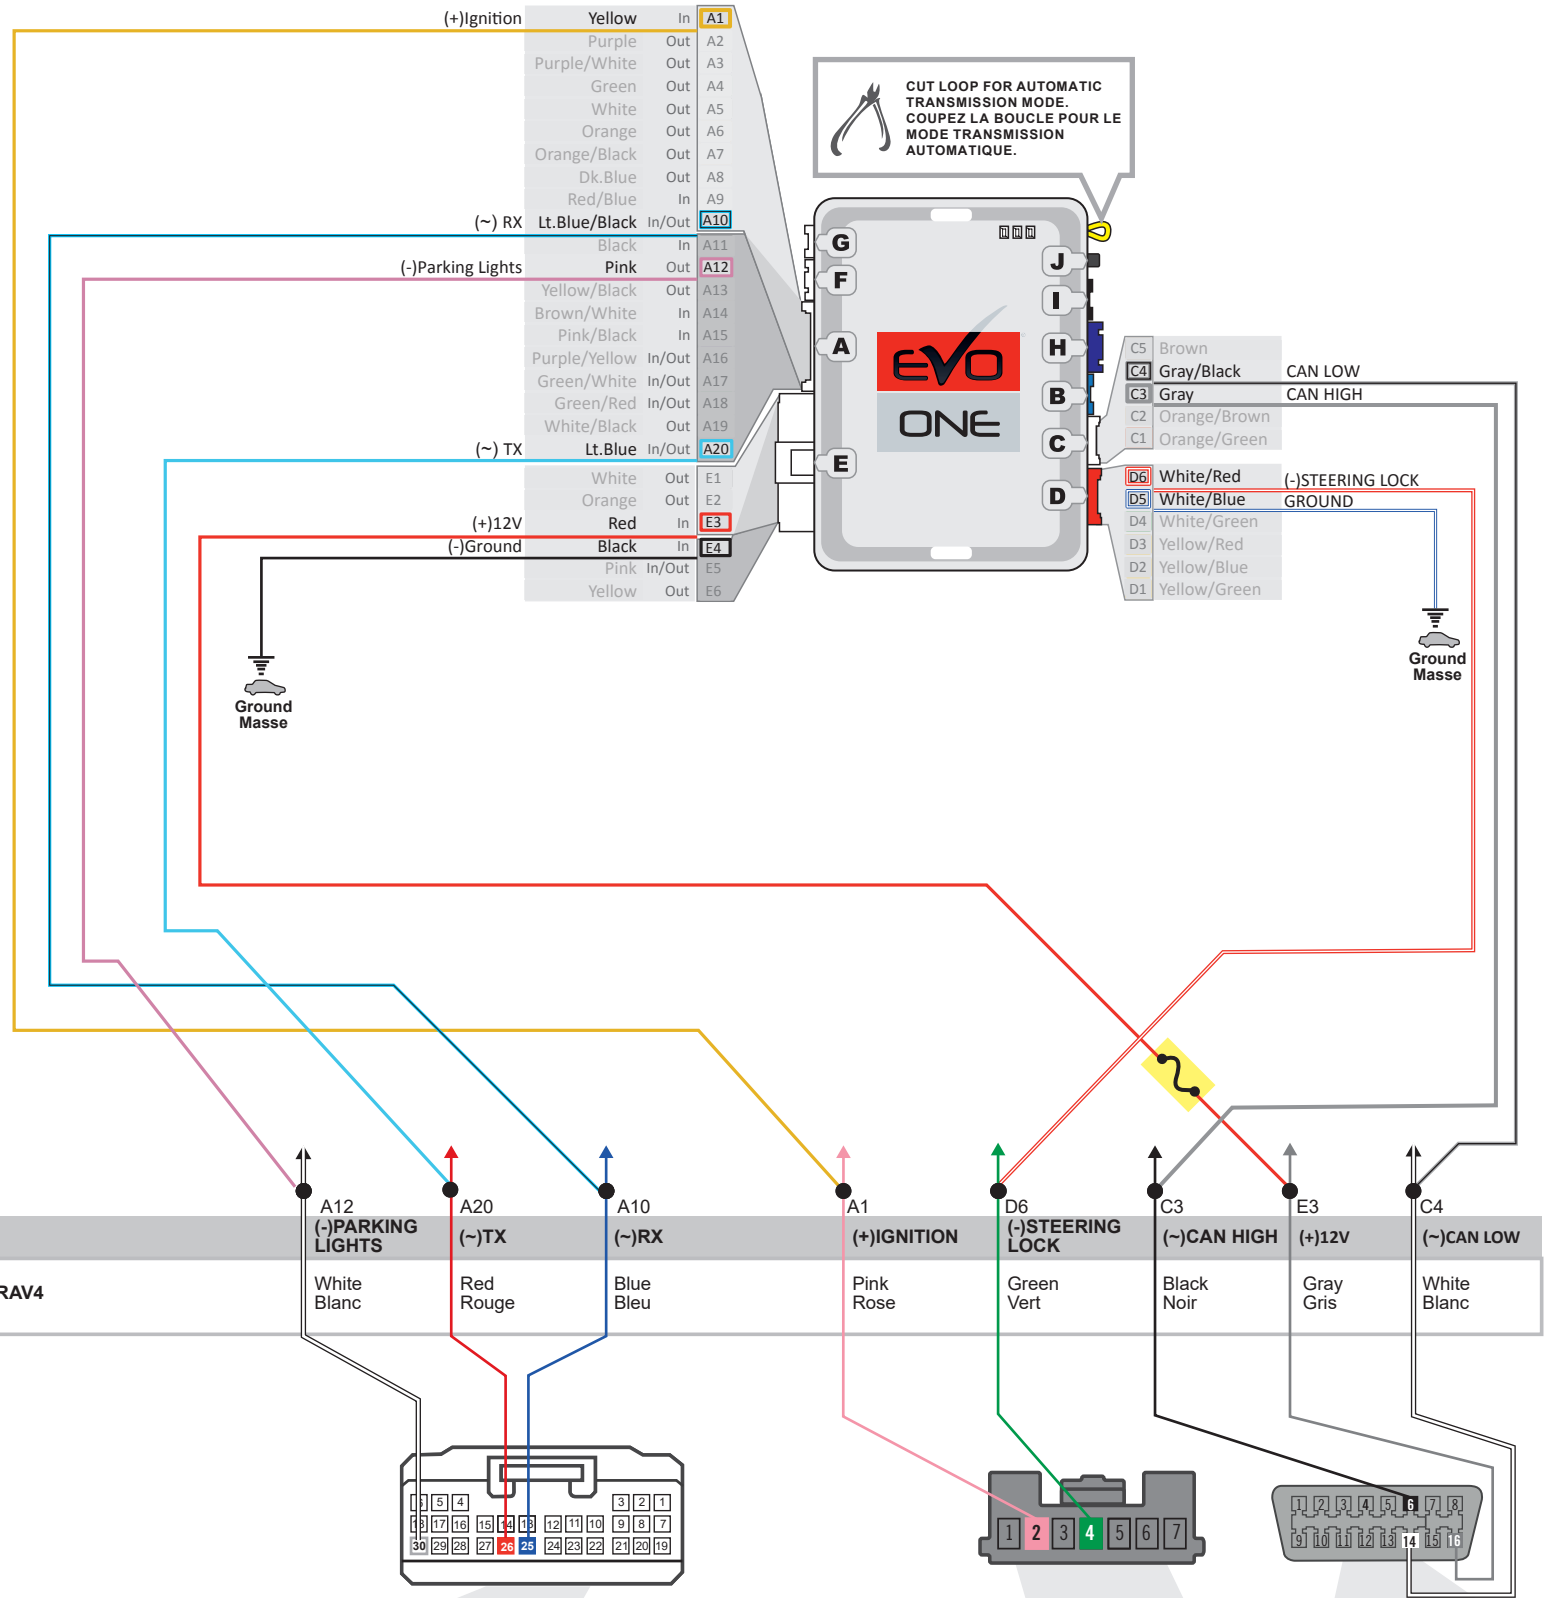 (+)Ignition Yellow In A1
Purple Out A2
Purple/White Out A3
Green Out A4
White Out A5
Orange Out A6
Orange/Black Out A7
Dk.Blue Out A8
Red/Blue In A9
(~) RX Lt.Blue/Black In/Out A10
Black In A11
(-)Parking Lights Pink Out A12
Yellow/Black Out A13
Brown/White In A14
Pink/Black In A15
Purple/Yellow In/Out A16
Green/White In/Out A17
Green/Red In/Out A18
White/Black Out A19
(~) TX Lt.Blue In/Out A20
White Out E1
Orange Out E2
(+)12V Red In E3
(-)Ground Black In E4
Pink In/Out E5
Yellow Out E6
CUT LOOP FOR AUTOMATIC
TRANSMISSION MODE.
COUPEZ LA BOUCLE POUR LE
MODE TRANSMISSION
AUTOMATIQUE.
G
F
A
E
J
I
H
B
C
D
EVO
ONE
C5 Brown
C4 Gray/Black CAN LOW
C3 Gray CAN HIGH
C2 Orange/Brown
C1 Orange/Green
D6 White/Red (-)STEERING LOCK
D5 White/Blue GROUND
D4 White/Green
D3 Yellow/Red
D2 Yellow/Blue
D1 Yellow/Green
Ground
Masse
Ground
Masse
A12 A20 A10 A1 D6 C3 E3 C4
(-)PARKING
LIGHTS
(~)TX
(~)RX
(+)IGNITION
(-)STEERING
LOCK
(~)CAN HIGH
(+)12V
(~)CAN LOW
RAV4
White
Blanc
Red
Rouge
Blue
Bleu
Pink
Rose
Green
Vert
Black
Noir
Gray
Gris
White
Blanc
6 5 4 3 2 1
18 17 16 15 14 13 12 11 10 9 8 7
30 29 28 27 26 25 24 23 22 21 20 19
1 2 3 4 5 6 7
1 2 3 4 5 6 7 8
9 10 11 12 13 14 15 16